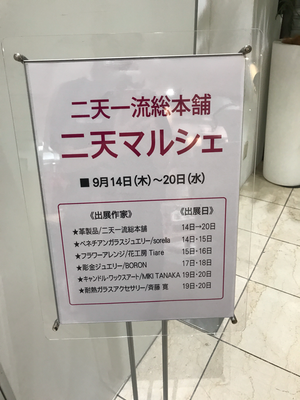 二天一流総本舗
二天マルシェ
■ 9月14日(木)~20日(水)
《出展作家》 《出展日》
★革製品/二天一流総本舗 14日→20日
★ベネチアンガラスジュエリー/sorella 14日・15日
★フラワーアレンジ/花工房 Tiare 15日・16日
★彫金ジュエリー/BORON 17日・18日
★キャンドル・ワックスアート/MIKI TANAKA 19日・20日
★耐熱ガラスアクセサリー/斉藤 寛 19日・20日